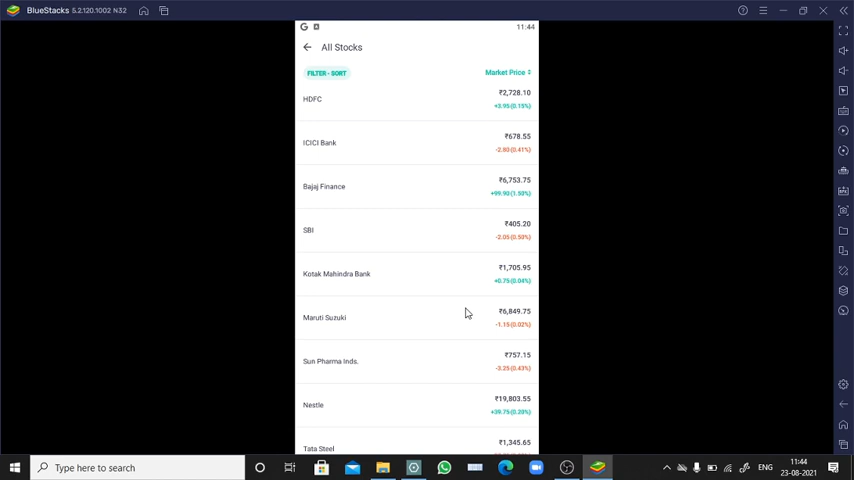 BlueStacks 5.2.120.1002 N32
11:44
All Stocks
FILTER - SORT
Market Price
HDFC
₹2,728.10
+3.95 (0.15%)
ICICI Bank
₹678.55
-2.80 (0.41%)
Bajaj Finance
₹6,753.75
+99.90 (1.50%)
SBI
₹405.20
-2.05 (0.50%)
Kotak Mahindra Bank
₹1,705.95
+0.75 (0.04%)
Maruti Suzuki
₹6,849.75
-1.15 (0.02%)
Sun Pharma Inds.
₹757.15
-3.25 (0.43%)
Nestle
₹19,803.55
+39.75 (0.20%)
Tata Steel
₹1,345.65
Type here to search
ENG
11:44
23-08-2021